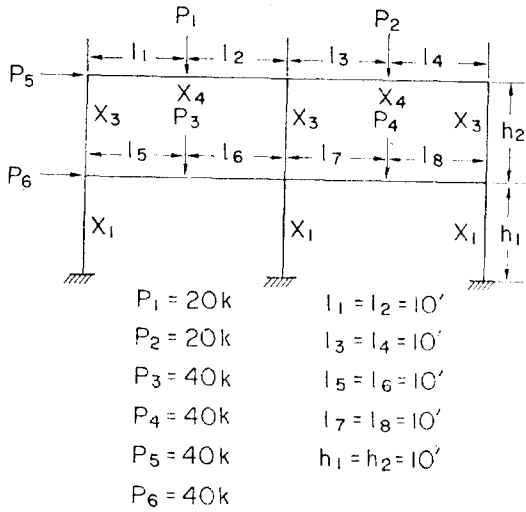 P₁ P₂
l₁ l₂ l₃ l₄
P₅
X₄ X₄
X₃ P₃ X₃ P₄ X₃ h₂
l₅ l₆ l₇ l₈
P₆
X₁ X₁ X₁ h₁
P₁ = 20k l₁ = l₂ = 10'
P₂ = 20k l₃ = l₄ = 10'
P₃ = 40k l₅ = l₆ = 10'
P₄ = 40k l₇ = l₈ = 10'
P₅ = 40k h₁ = h₂ = 10'
P₆ = 40k